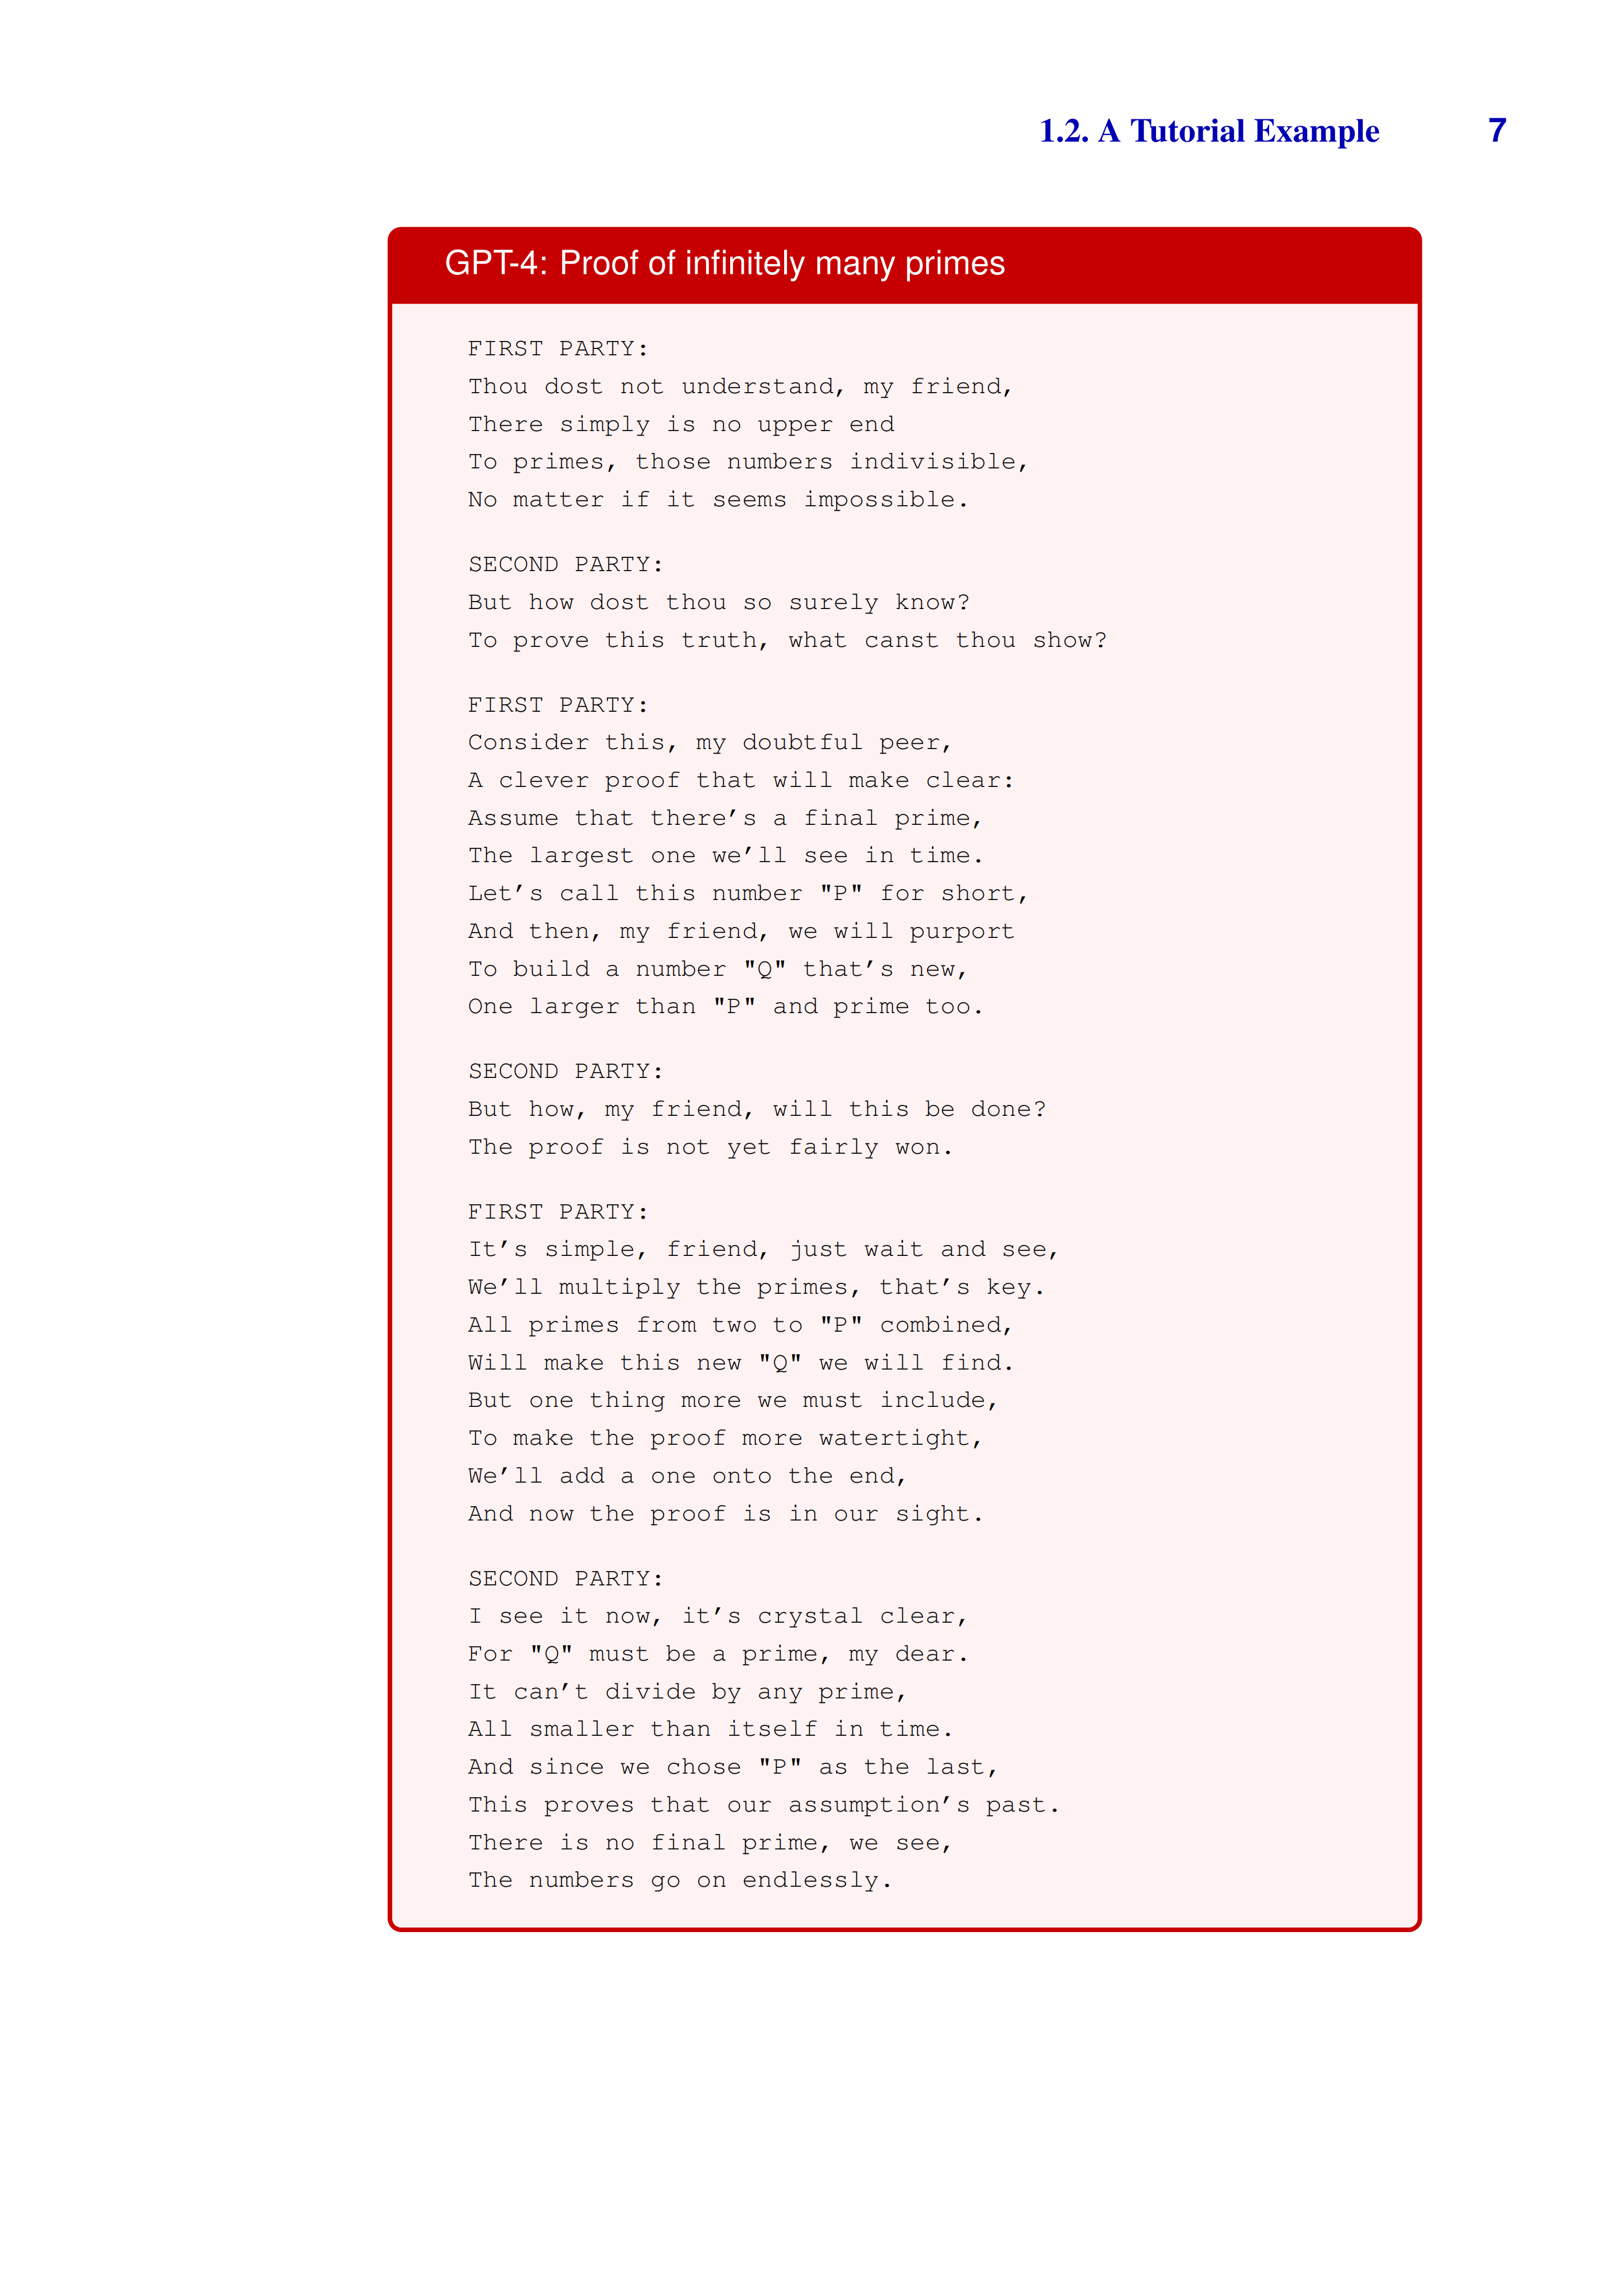 1.2. A Tutorial Example 7
GPT-4: Proof of infinitely many primes
FIRST PARTY:
Thou dost not understand, my friend,
There simply is no upper end
To primes, those numbers indivisible,
No matter if it seems impossible.
SECOND PARTY:
But how dost thou so surely know?
To prove this truth, what canst thou show?
FIRST PARTY:
Consider this, my doubtful peer,
A clever proof that will make clear:
Assume that there's a final prime,
The largest one we'll see in time.
Let's call this number "P" for short,
And then, my friend, we will purport
To build a number "Q" that's new,
One larger than "P" and prime too.
SECOND PARTY:
But how, my friend, will this be done?
The proof is not yet fairly won.
FIRST PARTY:
It's simple, friend, just wait and see,
We'll multiply the primes, that's key.
All primes from two to "P" combined,
Will make this new "Q" we will find.
But one thing more we must include,
To make the proof more watertight,
We'll add a one onto the end,
And now the proof is in our sight.
SECOND PARTY:
I see it now, it's crystal clear,
For "Q" must be a prime, my dear.
It can't divide by any prime,
All smaller than itself in time.
And since we chose "P" as the last,
This proves that our assumption's past.
There is no final prime, we see,
The numbers go on endlessly.